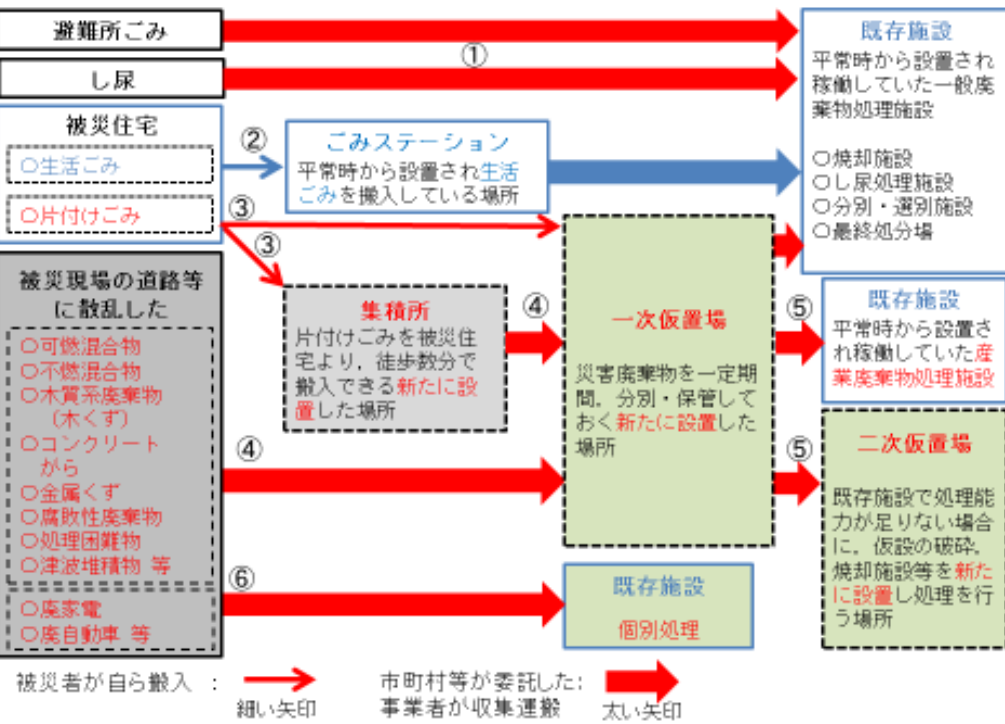 避難所ごみ
し尿
①
被災住宅
○生活ごみ
○片付けごみ
②
③
③
ごみステーション
平常時から設置され生活
ごみを搬入している場所
既存施設
平常時から設置され
稼働していた一般廃
棄物処理施設
○焼却施設
○し尿処理施設
○分別・選別施設
○最終処分場
被災現場の道路等
に散乱した
○可燃混合物
○不燃混合物
○木質系廃棄物
(木くず)
○コンクリート
がら
○金属くず
○腐敗性廃棄物
○処理困難物
○津波堆積物 等
○廃家電
○廃自動車 等
集積所
片付けごみを被災住
宅より，徒歩数分で
搬入できる新たに設
置した場所
④
④
一次仮置場
災害廃棄物を一定期
間，分別・保管して
おく新たに設置した
場所
⑤
既存施設
平常時から設置さ
れ稼働していた産
業廃棄物処理施設
⑤
二次仮置場
既存施設で処理能
力が足りない場合
に，仮設の破砕，
焼却施設等を新た
に設置し処理を行
う場所
⑥
既存施設
個別処理
被災者が自ら搬入 ：
細い矢印
市町村等が委託した：
事業者が収集運搬
太い矢印